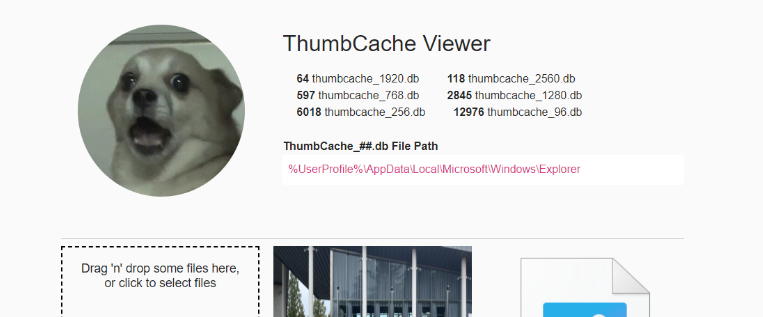 ThumbCache Viewer
64 thumbcache_1920.db 118 thumbcache_2560.db
597 thumbcache_768.db 2845 thumbcache_1280.db
6018 thumbcache_256.db 12976 thumbcache_96.db
ThumbCache_##.db File Path
%UserProfile%\AppData\Local\Microsoft\Windows\Explorer
Drag 'n' drop some files here,
or click to select files